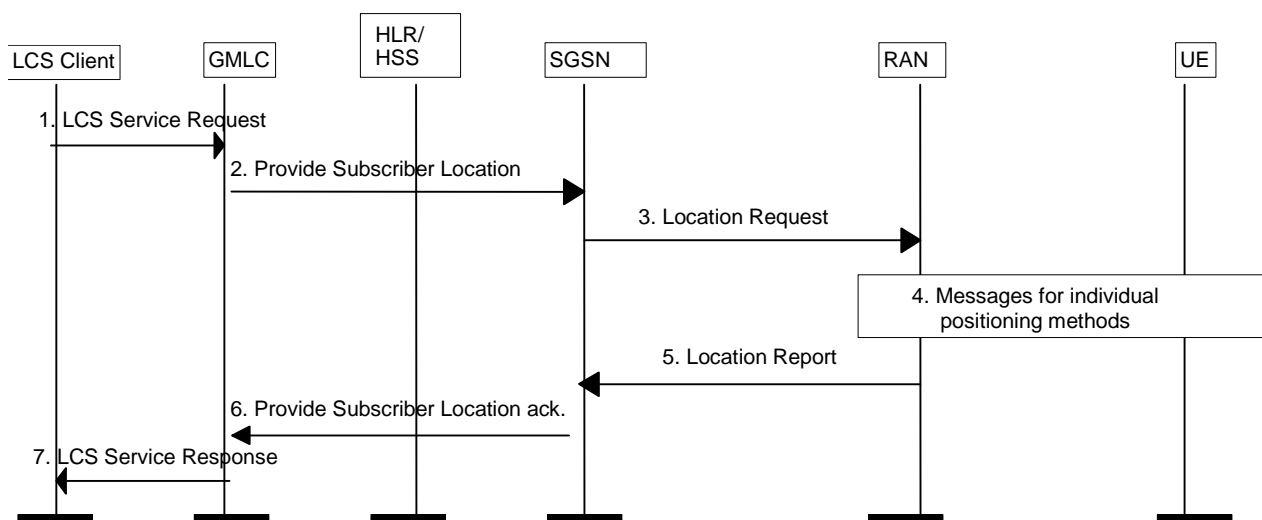 LCS Client
GMLC
HLR/
HSS
SGSN
RAN
UE
1. LCS Service Request
2. Provide Subscriber Location
3. Location Request
4. Messages for individual
positioning methods
5. Location Report
6. Provide Subscriber Location ack.
7. LCS Service Response